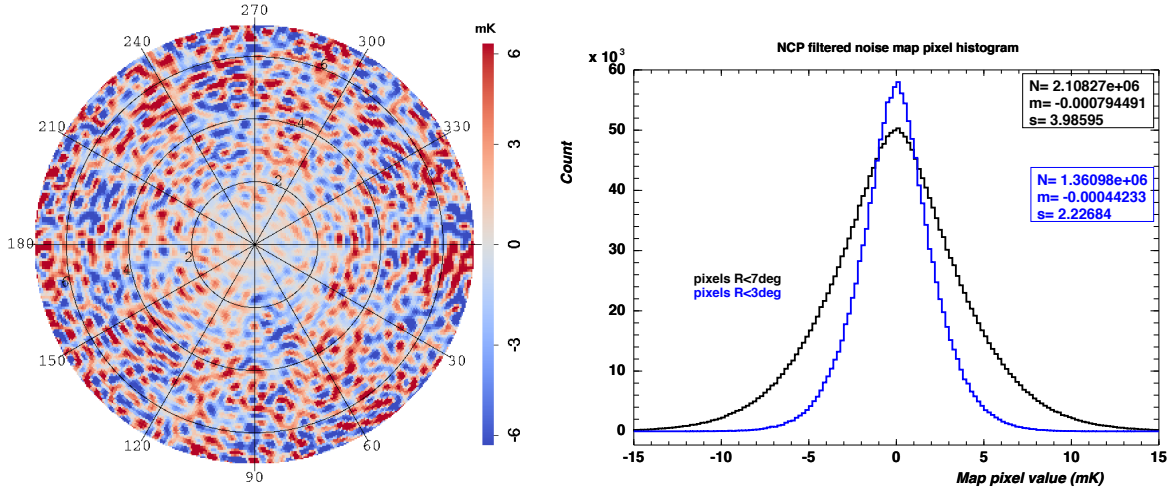 270
240
300
210
330
180
150
30
120
60
90
2
4
6
2
4
6
mK
6
3
0
-3
-6
NCP filtered noise map pixel histogram
x 10³
60
50
40
30
20
10
0
Count
N= 2.10827e+06
m= -0.000794491
s= 3.98595
N= 1.36098e+06
m= -0.00044233
s= 2.22684
pixels R<7deg
pixels R<3deg
-15 -10 -5 0 5 10 15
Map pixel value (mK)